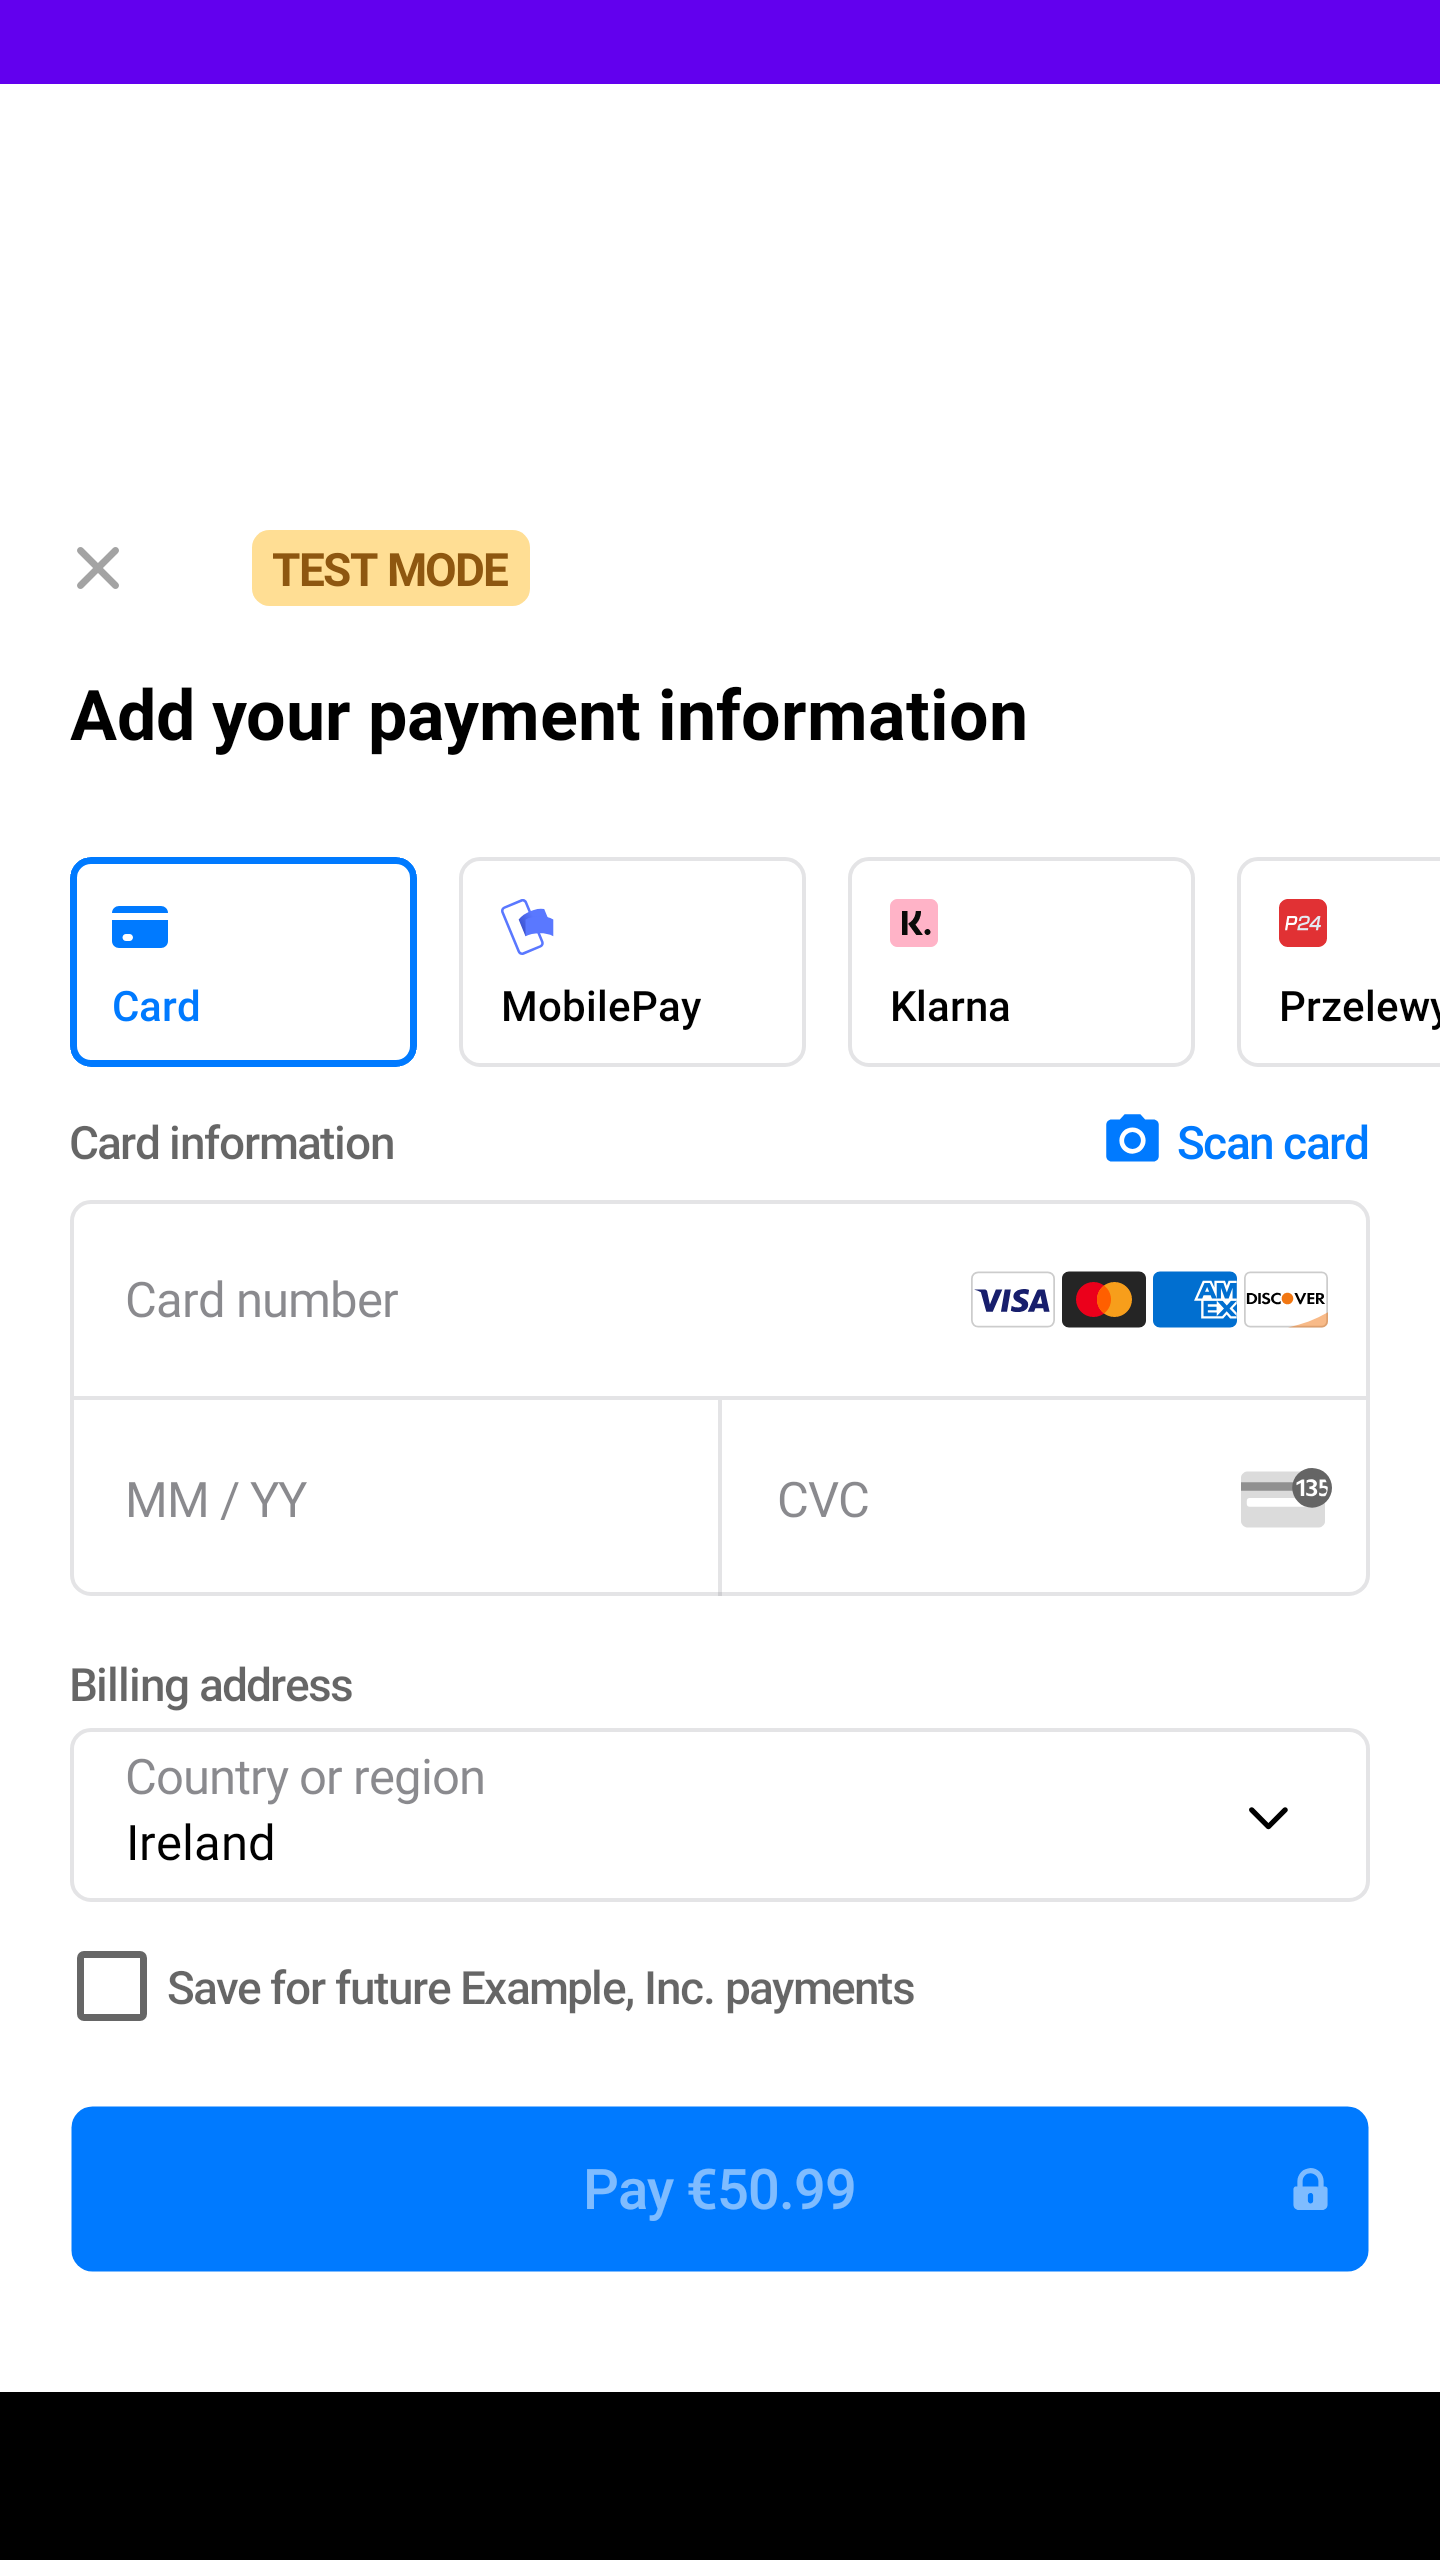 TEST MODE
Add your payment information
K.
P24
Card
MobilePay
Klarna
Przelewy
Card information
Scan card
Card number
VISA
AM
EX
DISCOVER
MM / YY
CVC
135
Billing address
Country or region
Ireland
Save for future Example, Inc. payments
Pay €50.99